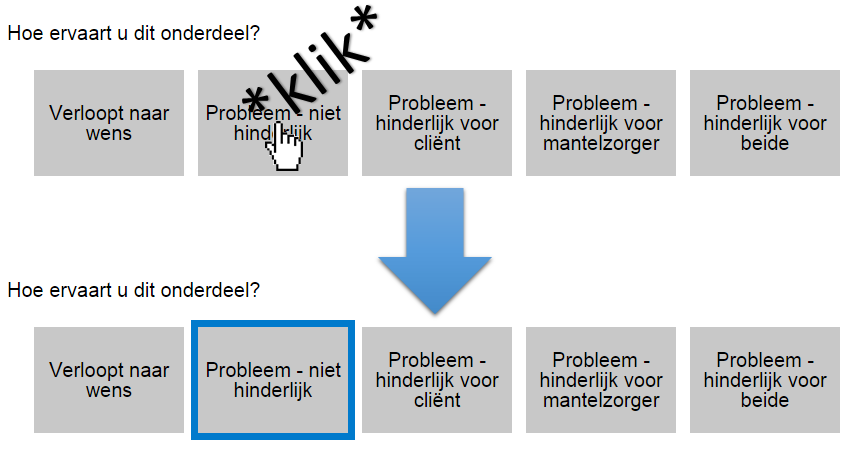 Hoe ervaart u dit onderdeel?
*klik*
Verloopt naar
wens
Probleem - niet
hinderlijk
Probleem -
hinderlijk voor
cliënt
Probleem -
hinderlijk voor
mantelzorger
Probleem -
hinderlijk voor
beide
Hoe ervaart u dit onderdeel?
Verloopt naar
wens
Probleem - niet
hinderlijk
Probleem -
hinderlijk voor
cliënt
Probleem -
hinderlijk voor
mantelzorger
Probleem -
hinderlijk voor
beide